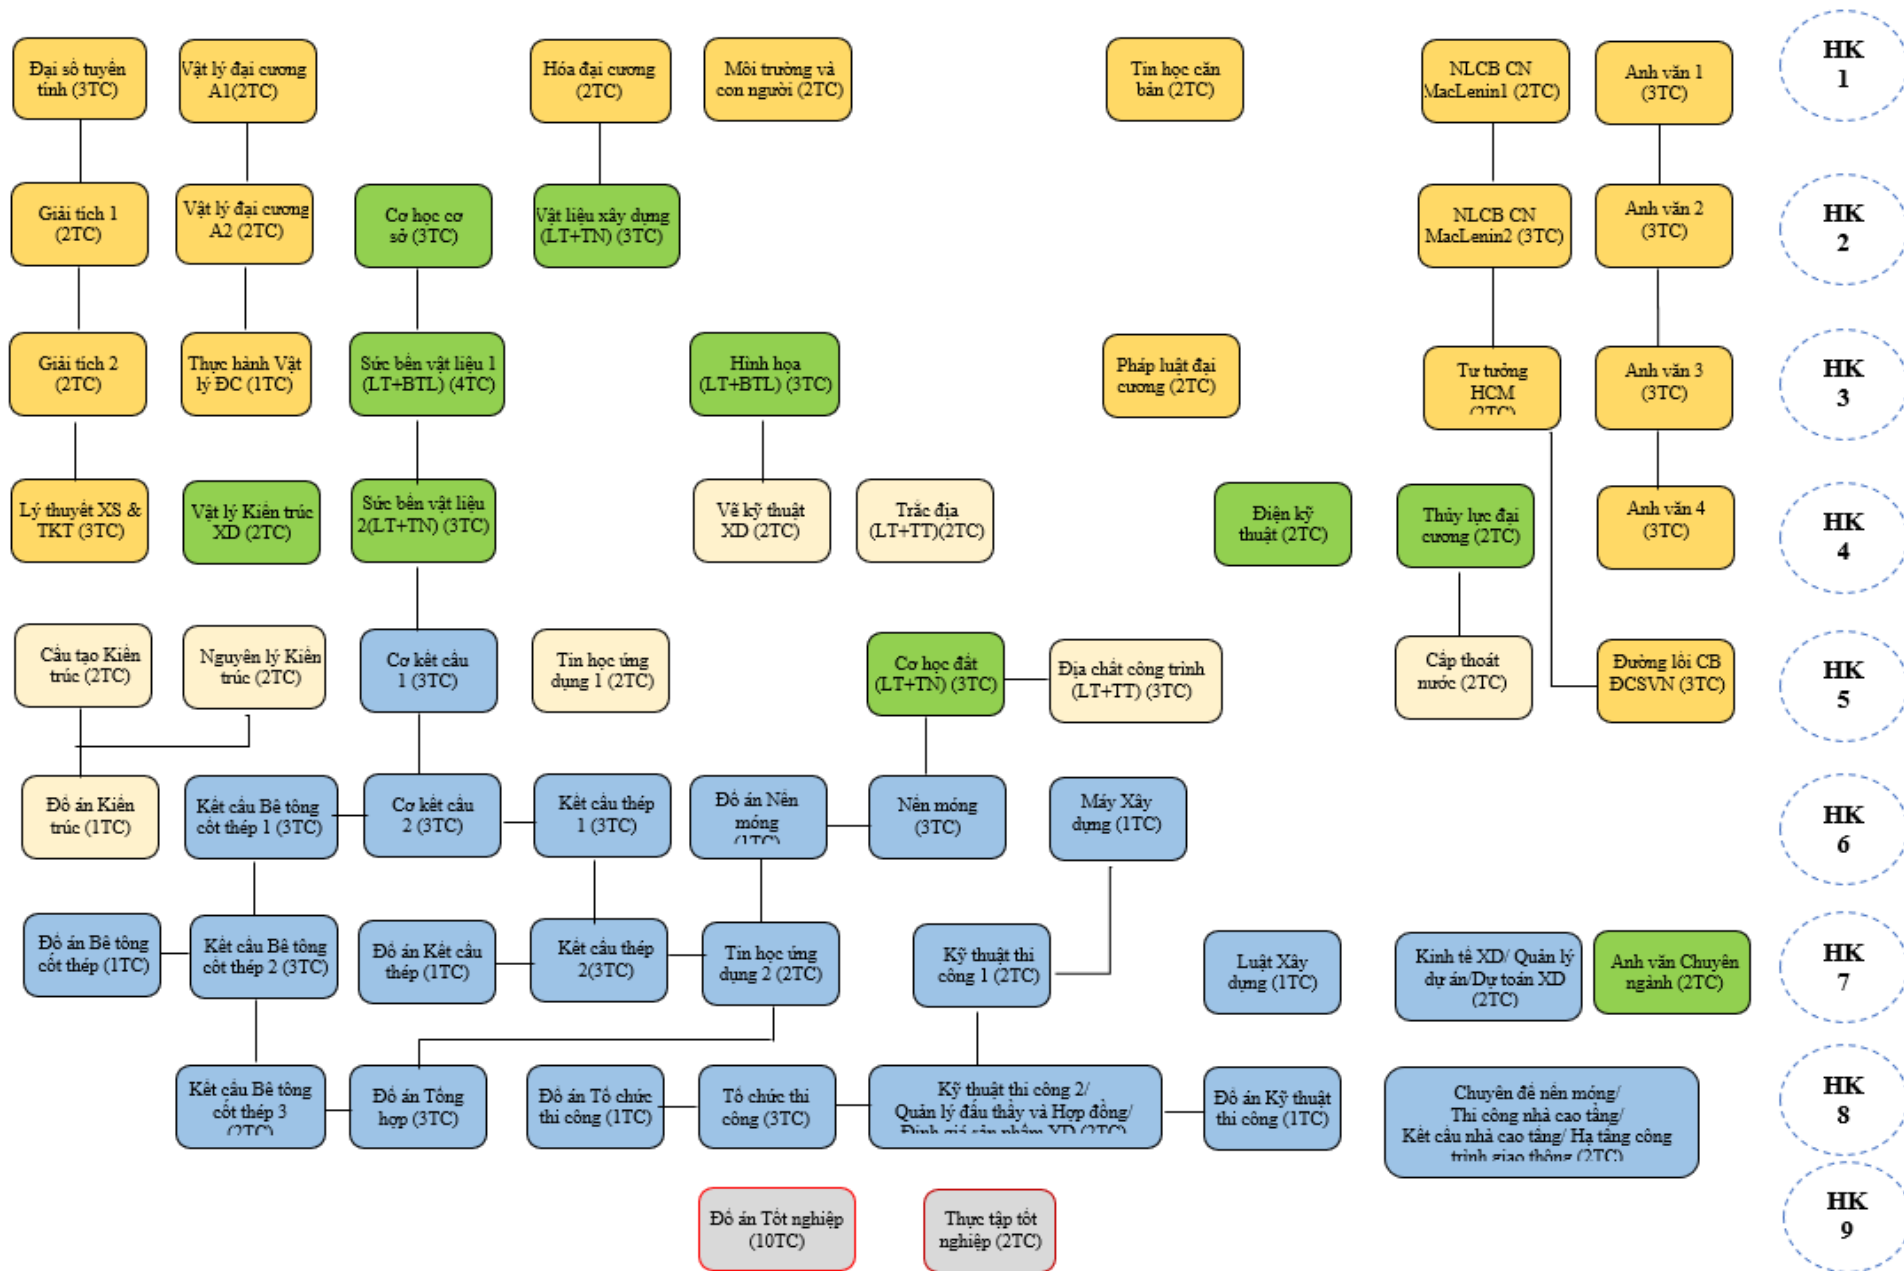 Đại số tuyến
tính (3TC)
Vật lý đại cương
A1(2TC)
Hóa đại cương
(2TC)
Môi trường và
con người (2TC)
Tin học căn
bản (2TC)
NLCB CN
MacLenin1 (2TC)
Anh văn 1
(3TC)
HK
1
Giải tích 1
(2TC)
Vật lý đại cương
A2 (2TC)
Cơ học cơ
sở (3TC)
Vật liệu xây dựng
(LT+TN) (3TC)
NLCB CN
MacLenin2 (3TC)
Anh văn 2
(3TC)
HK
2
Giải tích 2
(2TC)
Thực hành Vật
lý ĐC (1TC)
Sức bền vật liệu 1
(LT+BTL) (4TC)
Hình họa
(LT+BTL) (3TC)
Pháp luật đại
cương (2TC)
Tư tưởng
HCM
(2TC)
Anh văn 3
(3TC)
HK
3
Lý thuyết XS &
TKT (3TC)
Vật lý Kiến trúc
XD (2TC)
Sức bền vật liệu
2(LT+TN) (3TC)
Vẽ kỹ thuật
XD (2TC)
Trắc địa
(LT+TT)(2TC)
Điện kỹ
thuật (2TC)
Thủy lực đại
cương (2TC)
Anh văn 4
(3TC)
HK
4
Cấu tạo Kiến
trúc (2TC)
Nguyên lý Kiến
trúc (2TC)
Cơ kết cấu
1 (3TC)
Tin học ứng
dụng 1 (2TC)
Cơ học đất
(LT+TN) (3TC)
Địa chất công trình
(LT+TT) (3TC)
Cấp thoát
nước (2TC)
Đường lối CB
ĐCSVN (3TC)
HK
5
Đồ án Kiến
trúc (1TC)
Kết cấu Bê tông
cốt thép 1 (3TC)
Cơ kết cấu
2 (3TC)
Kết cấu thép
1 (3TC)
Đồ án Nền
móng
(1TC)
Nền móng
(3TC)
Máy Xây
dựng (1TC)
HK
6
Đồ án Bê tông
cốt thép (1TC)
Kết cấu Bê tông
cốt thép 2 (3TC)
Đồ án Kết cấu
thép (1TC)
Kết cấu thép
2(3TC)
Tin học ứng
dụng 2 (2TC)
Kỹ thuật thi
công 1 (2TC)
Luật Xây
dựng (1TC)
Kinh tế XD/ Quản lý
dự án/Dự toán XD
(2TC)
Anh văn Chuyên
ngành (2TC)
HK
7
Kết cấu Bê tông
cốt thép 3
(2TC)
Đồ án Tổng
hợp (3TC)
Đồ án Tổ chức
thi công (1TC)
Tổ chức thi
công (3TC)
Kỹ thuật thi công 2/
Quản lý đấu thầy và Hợp đồng/
Định giá sản phẩm XD (2TC)
Đồ án Kỹ thuật
thi công (1TC)
Chuyên đề nền móng/
Thi công nhà cao tầng/
Kết cấu nhà cao tầng/ Hạ tầng công
trình giao thông (2TC)
HK
8
Đồ án Tốt nghiệp
(10TC)
Thực tập tốt
nghiệp (2TC)
HK
9